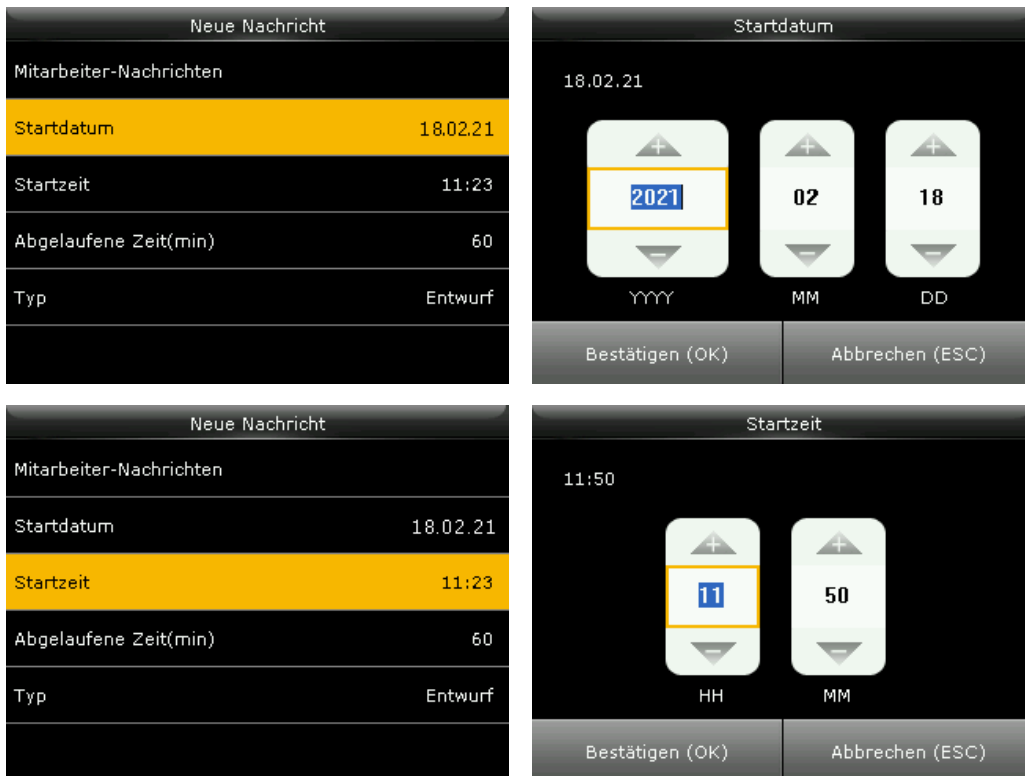 Neue Nachricht
Mitarbeiter-Nachrichten
Startdatum 18.02.21
Startzeit 11:23
Abgelaufene Zeit(min) 60
Typ Entwurf
Startdatum
18.02.21
2021 02 18
YYYY MM DD
Bestätigen (OK) Abbrechen (ESC)
Neue Nachricht
Mitarbeiter-Nachrichten
Startdatum 18.02.21
Startzeit 11:23
Abgelaufene Zeit(min) 60
Typ Entwurf
Startzeit
11:50
11 50
HH MM
Bestätigen (OK) Abbrechen (ESC)